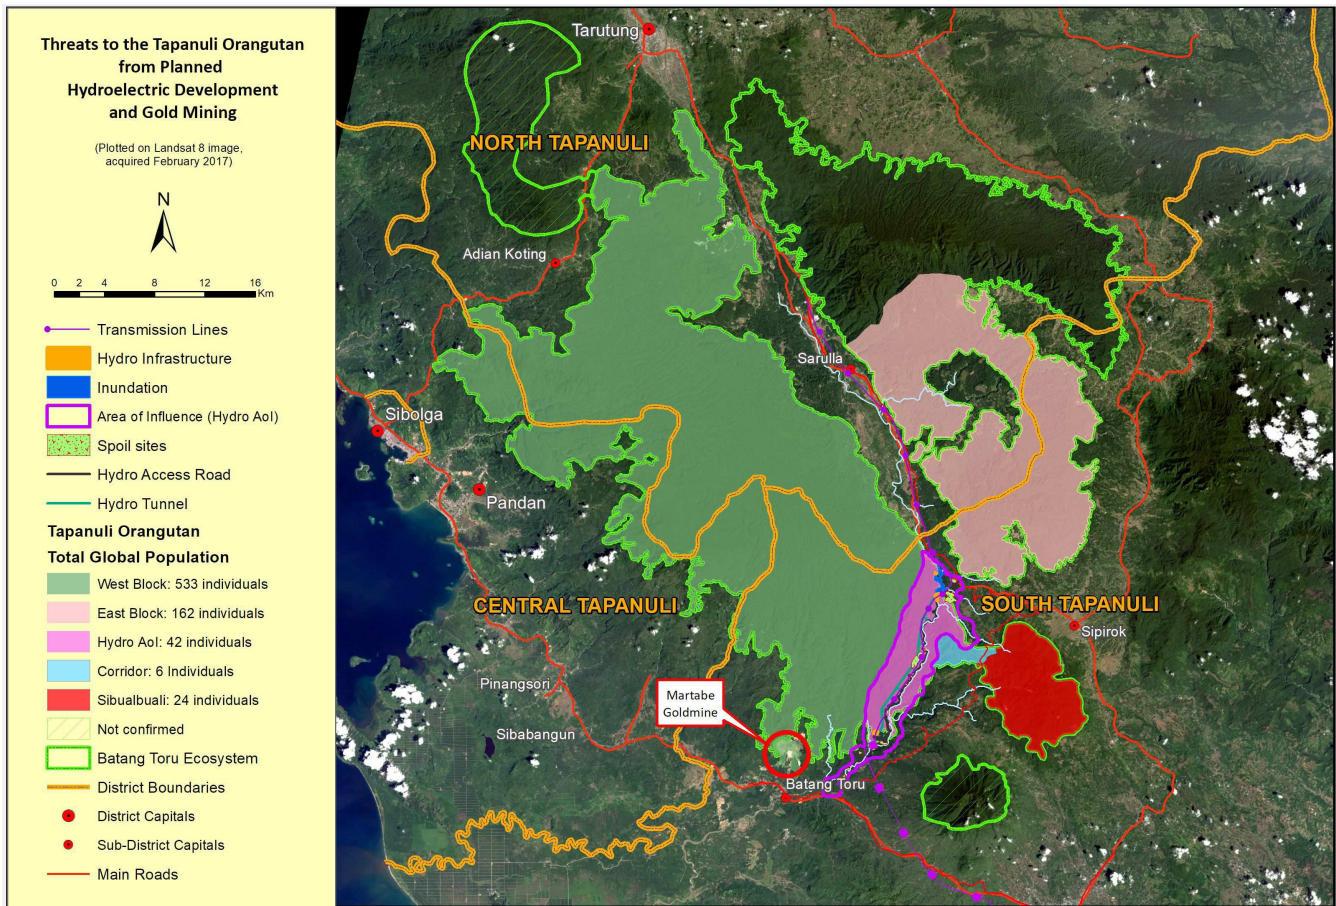 Threats to the Tapanuli Orangutan
from Planned
Hydroelectric Development
and Gold Mining
(Plotted on Landsat 8 image,
acquired February 2017)
N
0 2 4 8 12 16
Km
Transmission Lines
Hydro Infrastructure
Inundation
Area of Influence (Hydro AoI)
Spoil sites
Hydro Access Road
Hydro Tunnel
Tapanuli Orangutan
Total Global Population
West Block: 533 individuals
East Block: 162 individuals
Hydro AoI: 42 individuals
Corridor: 6 Individuals
Sibualbuali: 24 individuals
Not confirmed
Batang Toru Ecosystem
District Boundaries
District Capitals
Sub-District Capitals
Main Roads
Tarutung
NORTH TAPANULI
Adian Koting
Sarulla
Sibolga
Pandan
CENTRAL TAPANULI
SOUTH TAPANULI
Sipirok
Pinangsori
Martabe
Goldmine
Sibabangun
Batang Toru